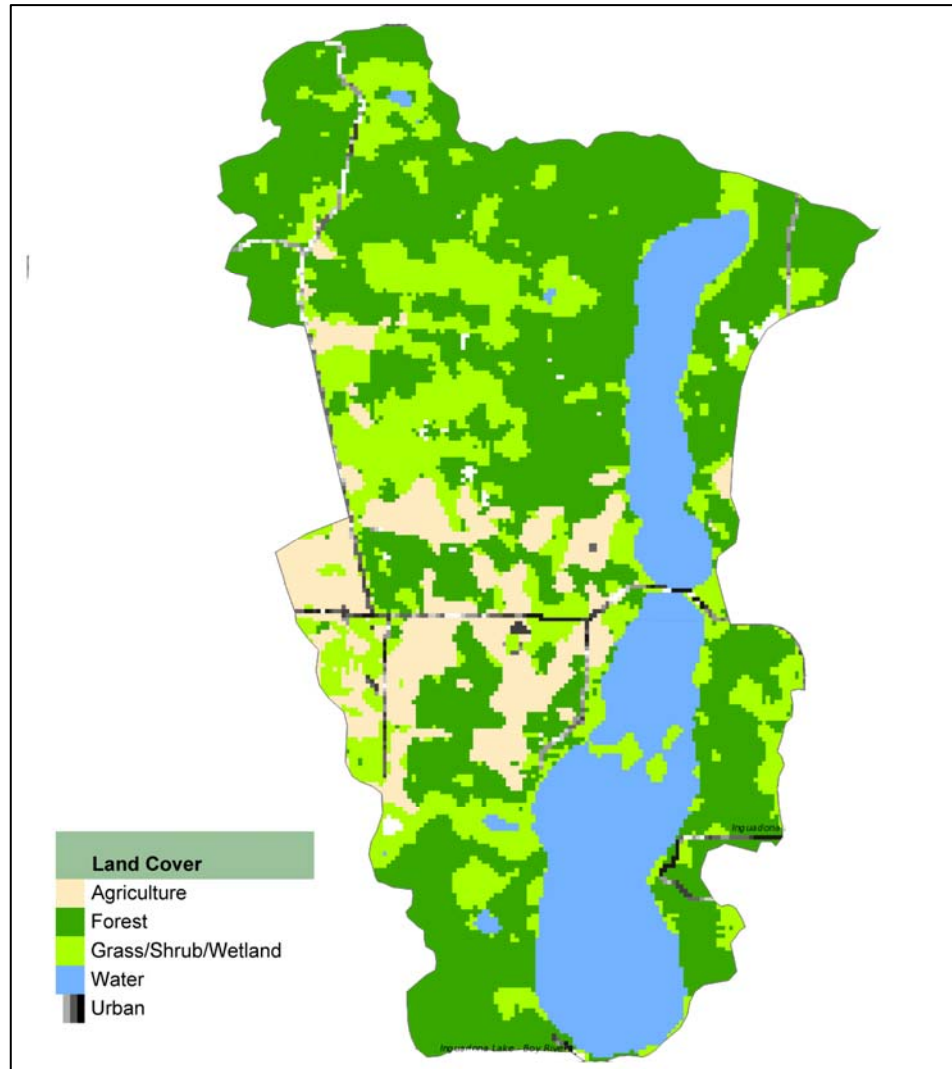 Inguadona
Land Cover
Agriculture
Forest
Grass/Shrub/Wetland
Water
Urban
Inguadona Lake - Boy River